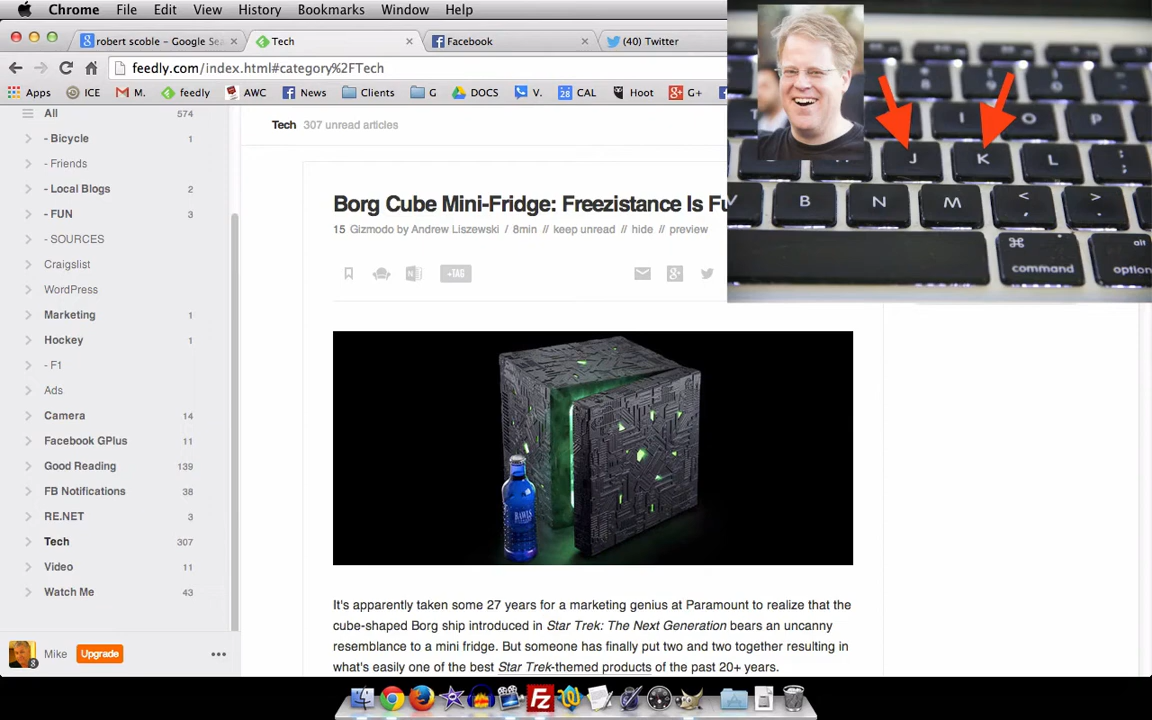 Chrome File Edit View History Bookmarks Window Help
robert scoble – Google Se
Tech
Facebook
(40) Twitter
feedly.com/index.html#category%2FTech
Apps ICE M. feedly AWC News Clients G DOCS V. CAL Hoot G+
All 574
- Bicycle 1
- Friends
- Local Blogs 2
- FUN 3
- SOURCES
Craigslist
WordPress
Marketing 1
Hockey 1
- F1
Ads
Camera 14
Facebook GPlus 11
Good Reading 139
FB Notifications 38
RE.NET 3
Tech 307
Video 11
Watch Me 43
Mike Upgrade
Tech 307 unread articles
Borg Cube Mini-Fridge: Freezistance Is Fu
15 Gizmodo by Andrew Liszewski / 8min // keep unread // hide // preview
+TAG
It's apparently taken some 27 years for a marketing genius at Paramount to realize that the
cube-shaped Borg ship introduced in Star Trek: The Next Generation bears an uncanny
resemblance to a mini fridge. But someone has finally put two and two together resulting in
what's easily one of the best Star Trek-themed products of the past 20+ years.
I O P
J K L ;
V B N M < >
⌘ alt
command option